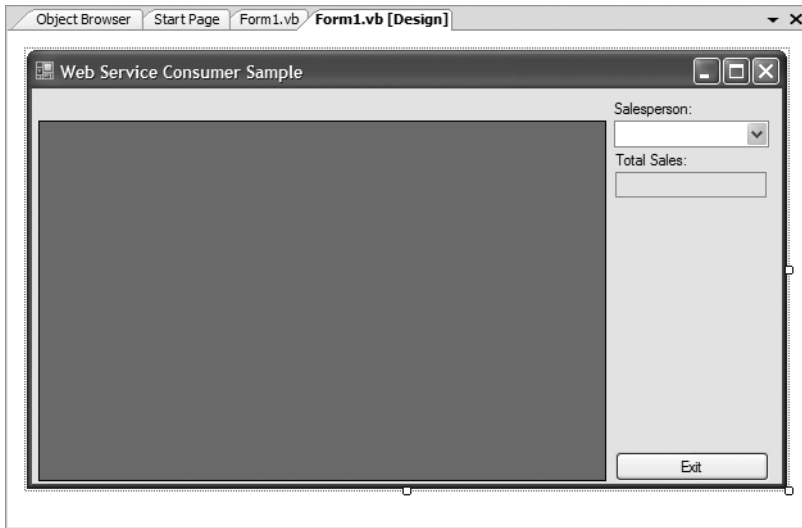 Object Browser Start Page Form1.vb Form1.vb [Design]
Web Service Consumer Sample
Salesperson:
Total Sales:
Exit